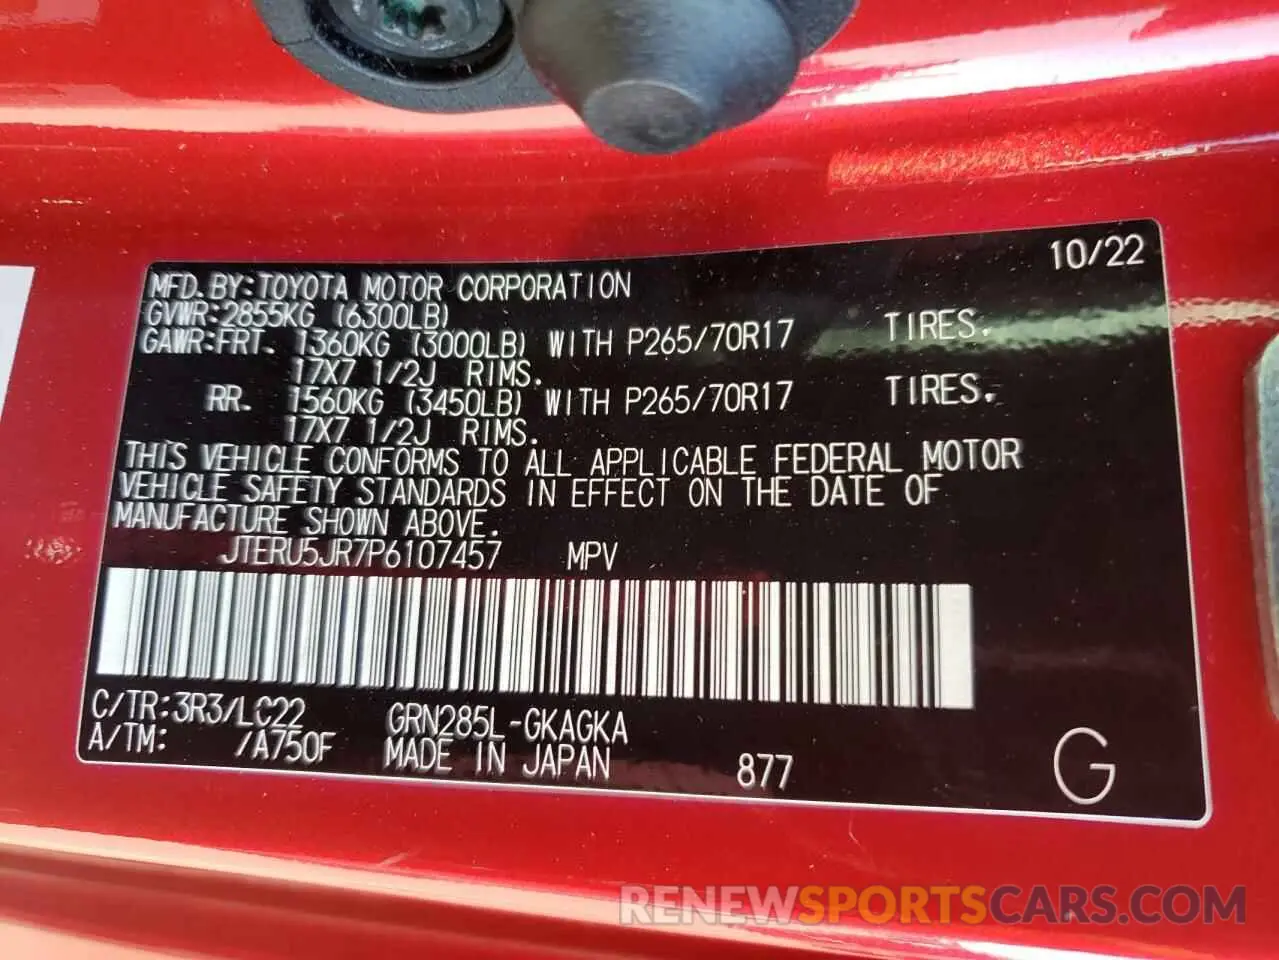 10/22
MFD. BY:TOYOTA MOTOR CORPORATION
GVWR:2855KG (6300LB)
GAWR:FRT. 1360KG (3000LB) WITH P265/70R17 TIRES,
17X7 1/2J RIMS.
RR. 1560KG (3450LB) WITH P265/70R17 TIRES,
17X7 1/2J RIMS.
THIS VEHICLE CONFORMS TO ALL APPLICABLE FEDERAL MOTOR
VEHICLE SAFETY STANDARDS IN EFFECT ON THE DATE OF
MANUFACTURE SHOWN ABOVE.
JTERU5JR7P6107457 MPV
C/TR:3R3/LC22 GRN285L-GKAGKA
A/TM: /A750F MADE IN JAPAN 877 G
RENEWSPORTSCARS.COM